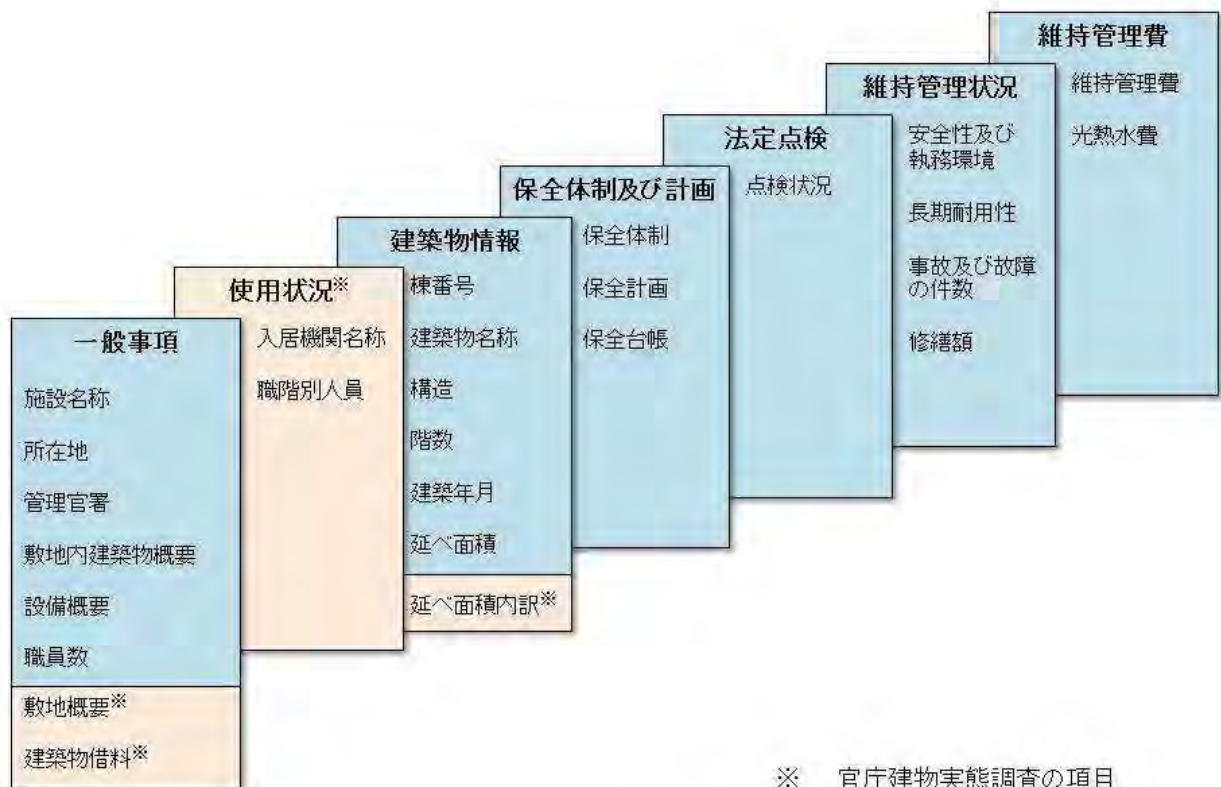 一般事項
施設名称
所在地
管理官署
敷地内建築物概要
設備概要
職員数
敷地概要※
建築物借料※
使用状況※
入居機関名称
職階別人員
建築物情報
棟番号
建築物名称
構造
階数
建築年月
延べ面積
延べ面積内訳※
保全体制及び計画
保全体制
保全計画
保全台帳
法定点検
点検状況
維持管理状況
安全性及び
執務環境
長期耐用性
事故及び故障
の件数
修繕額
維持管理費
維持管理費
光熱水費
※ 官庁建物実態調査の項目